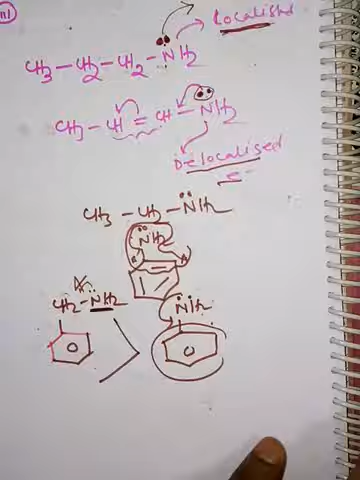 m)
Localised
CH3 - CH2 - CH2 - NH2
CH3 - CH = CH - NH2
Delocalised
e-
CH3 - CH2 - NH2
NH2
CH2 - NH2
NH2